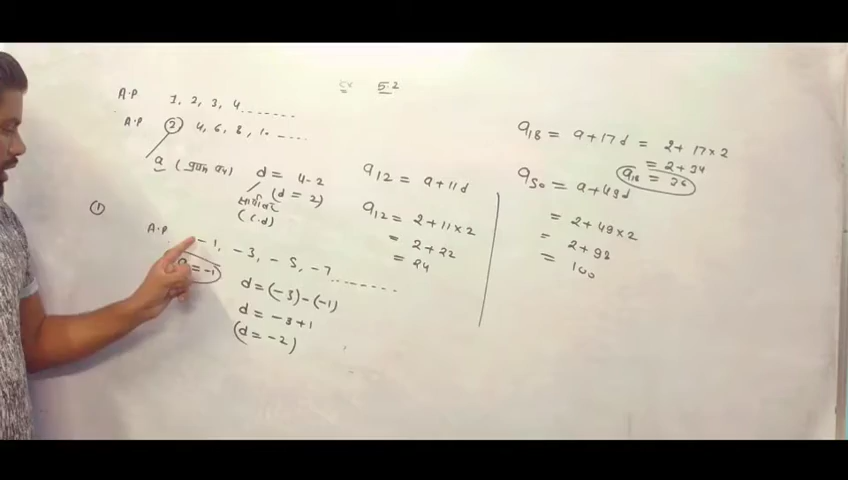 Ex 5.2
A.P 1, 2, 3, 4.......
A.P 2, 4, 6, 8, 10.....
a (प्रथम पद)
d = 4-2
(d = 2)
सार्वान्तर
(C.d)
①
A.P -1, -3, -5, -7.........
a = -1
d = (-3)-(-1)
d = -3+1
(d = -2)
a12 = a+11d
a12 = 2+11×2
= 2+22
= 24
a18 = a+17d = 2+17×2
= 2+34
a18 = 36
a50 = a+49d
= 2+49×2
= 2+98
= 100